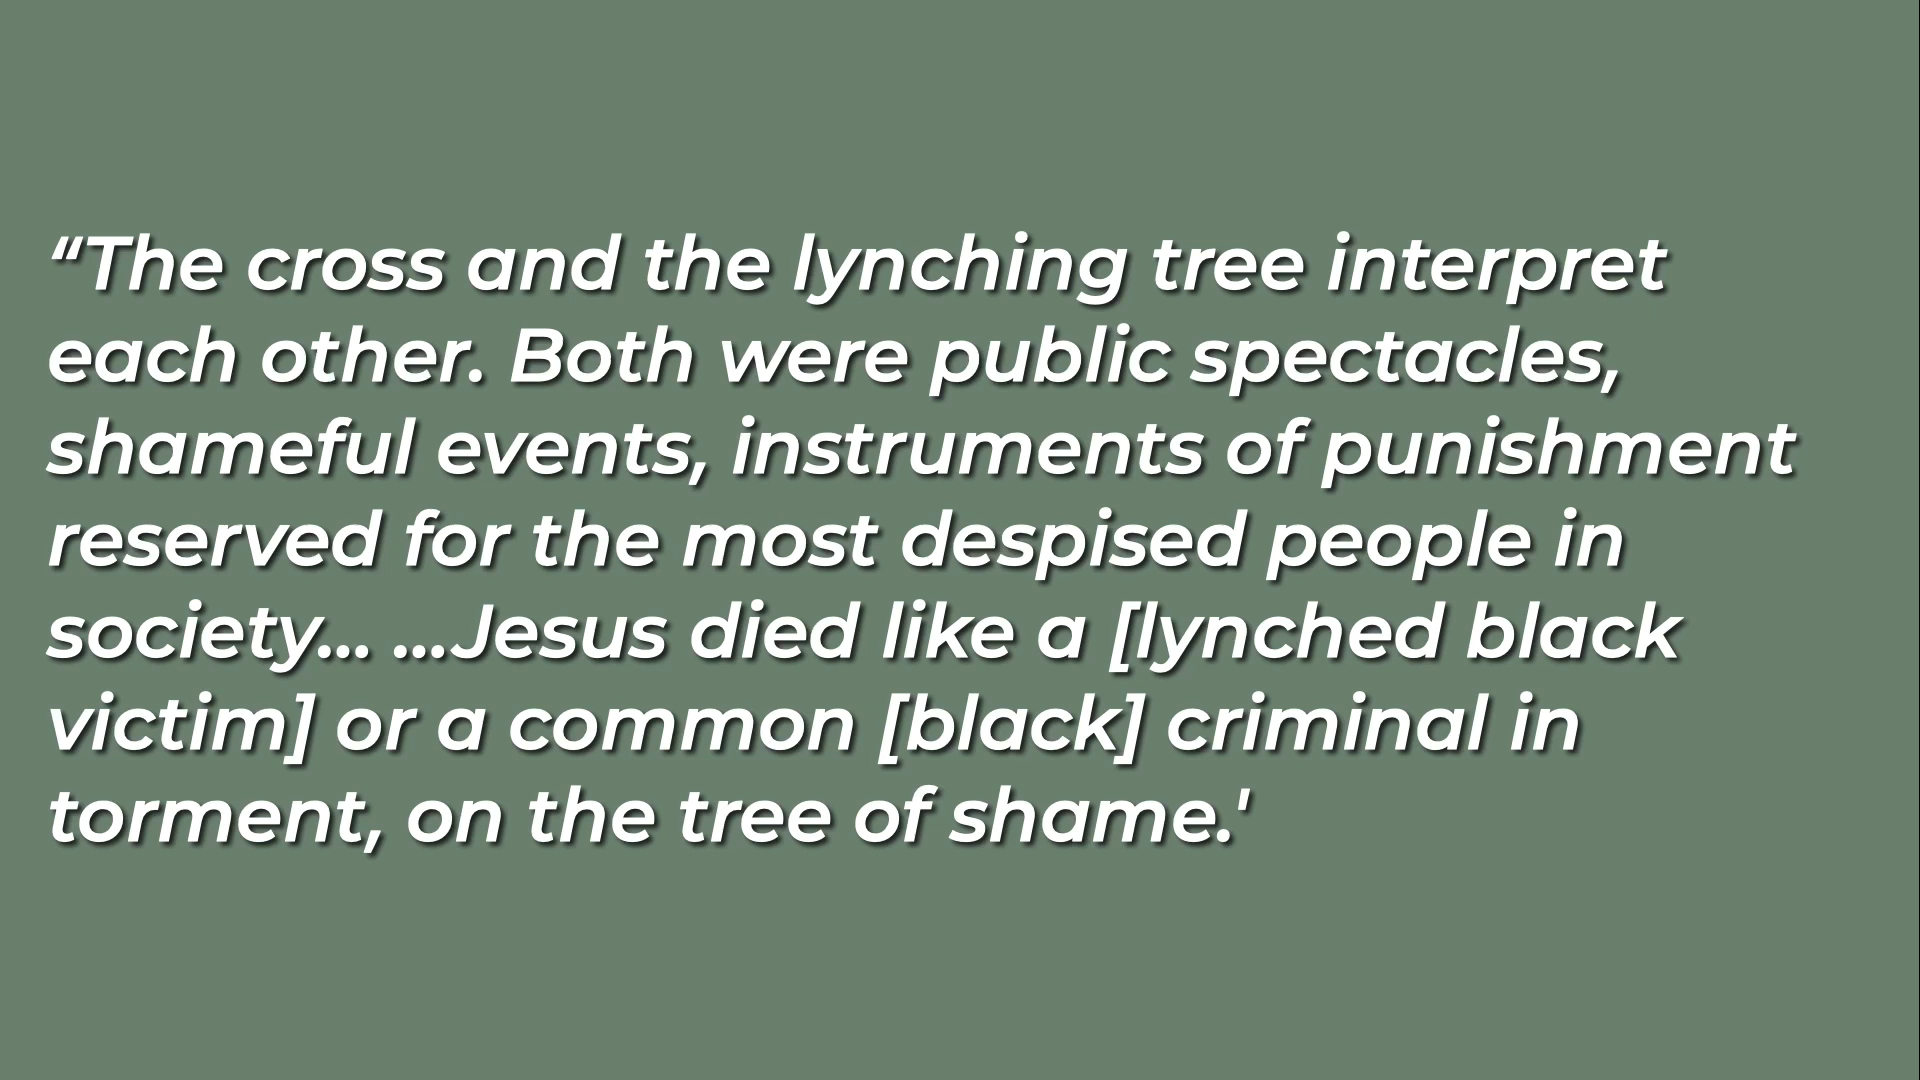 “The cross and the lynching tree interpret
each other. Both were public spectacles,
shameful events, instruments of punishment
reserved for the most despised people in
society... ...Jesus died like a [lynched black
victim] or a common [black] criminal in
torment, on the tree of shame.'